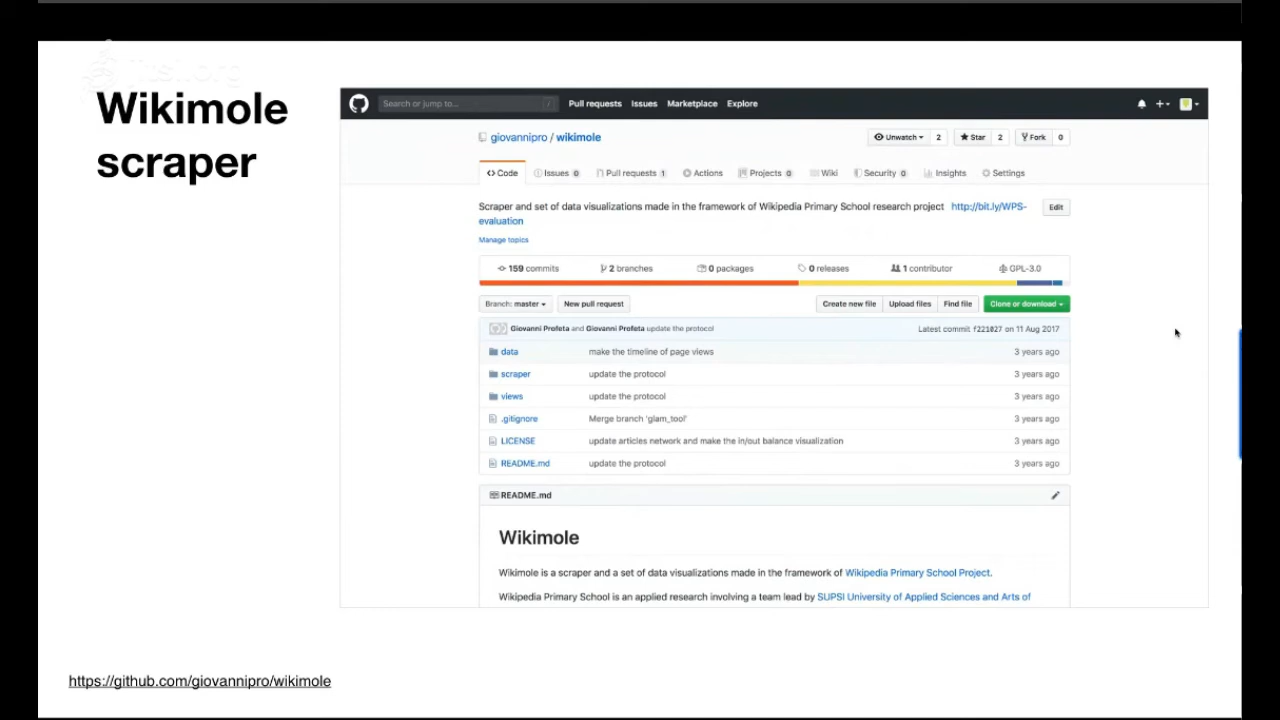 Wikimole
scraper
Search or jump to... /
Pull requests Issues Marketplace Explore
giovannipro / wikimole
Unwatch 2 Star 2 Fork 0
Code Issues 0 Pull requests 1 Actions Projects 0 Wiki Security 0 Insights Settings
Scraper and set of data visualizations made in the framework of Wikipedia Primary School research project http://bit.ly/WPS-
evaluation
Edit
Manage topics
159 commits 2 branches 0 packages 0 releases 1 contributor GPL-3.0
Branch: master New pull request Create new file Upload files Find file Clone or download
Giovanni Profeta and Giovanni Profeta update the protocol Latest commit f221027 on 11 Aug 2017
data make the timeline of page views 3 years ago
scraper update the protocol 3 years ago
views update the protocol 3 years ago
.gitignore Merge branch 'glam_tool' 3 years ago
LICENSE update articles network and make the in/out balance visualization 3 years ago
README.md update the protocol 3 years ago
README.md
Wikimole
Wikimole is a scraper and a set of data visualizations made in the framework of Wikipedia Primary School Project.
Wikipedia Primary School is an applied research involving a team lead by SUPSI University of Applied Sciences and Arts of
https://github.com/giovannipro/wikimole